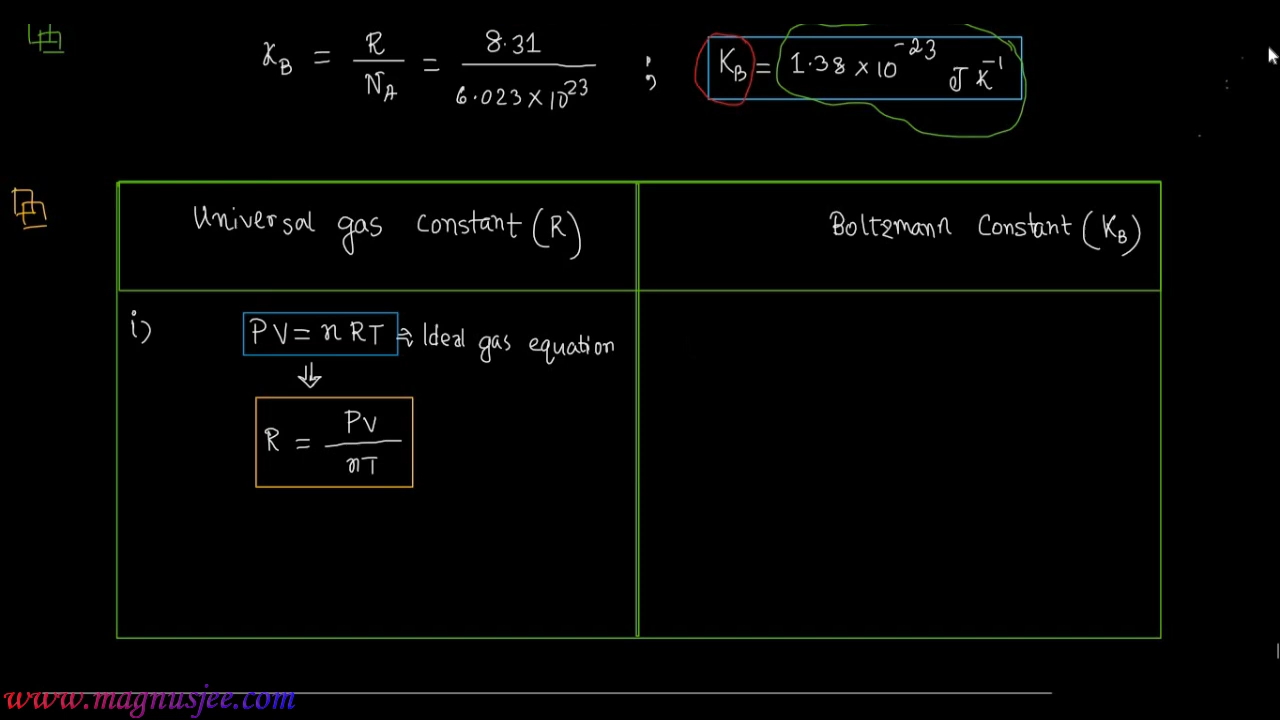 K_B = R / N_A = 8.31 / 6.023 × 10^23 ; K_B = 1.38 × 10^-23 J K^-1
Universal gas constant (R)
Boltzmann Constant (K_B)
i) PV = n RT ⇒ Ideal gas equation
⇓
R = PV / nT
www.magnusjee.com